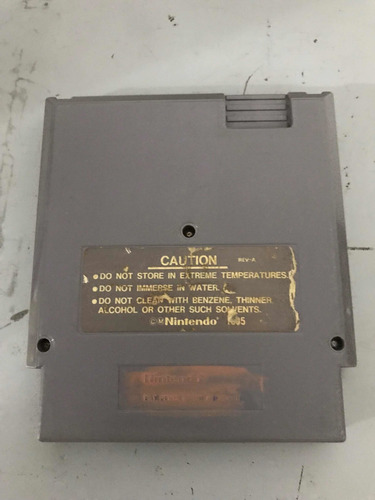 CAUTION REV-A
•DO NOT STORE IN EXTREME TEMPERATURES.
•DO NOT IMMERSE IN WATER.
•DO NOT CLEAN WITH BENZENE, THINNER,
ALCOHOL OR OTHER SUCH SOLVENTS.
Nintendo 1985